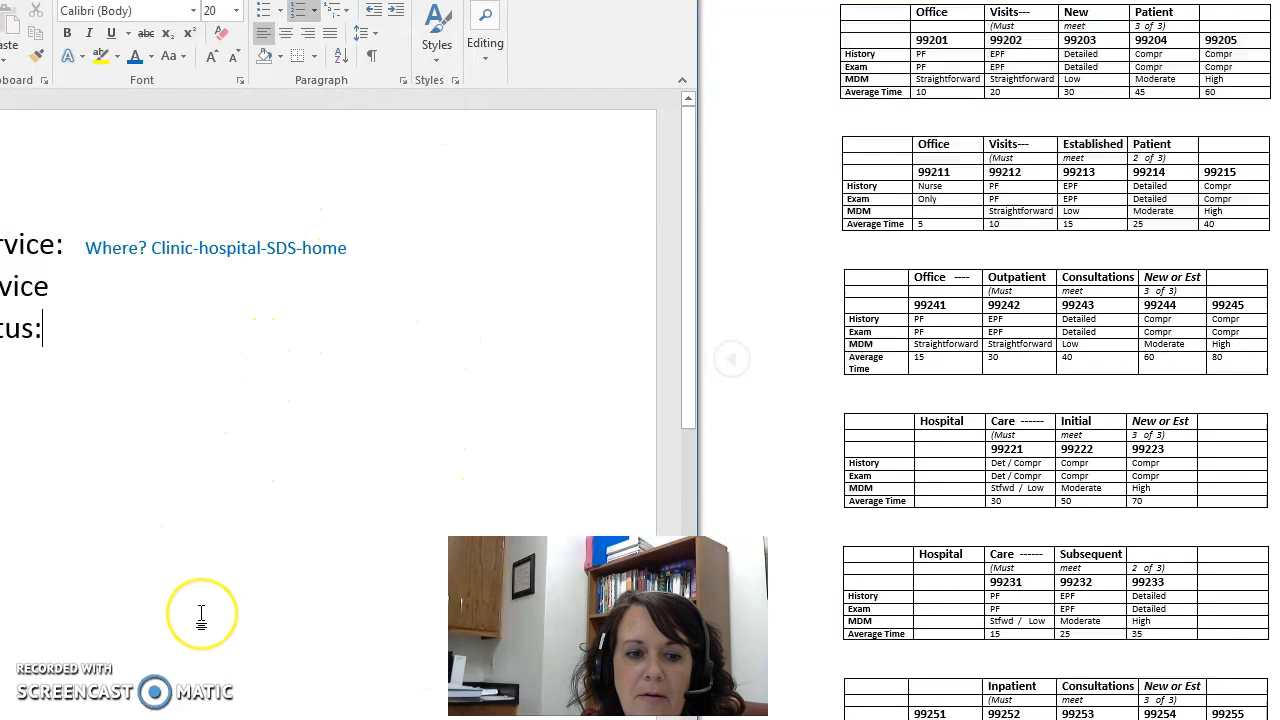 Calibri (Body) 20
B I U abc x₂ x²
Paste
Styles
Editing
Clipboard
Font
Paragraph
Styles
rvice: Where? Clinic-hospital-SDS-home
vice
tus:
RECORDED WITH
SCREENCAST MATIC
Office Visits--- New Patient
(Must meet 3 of 3)
99201 99202 99203 99204 99205
History PF EPF Detailed Compr Compr
Exam PF EPF Detailed Compr Compr
MDM Straightforward Straightforward Low Moderate High
Average Time 10 20 30 45 60
Office Visits--- Established Patient
(Must meet 2 of 3)
99211 99212 99213 99214 99215
History Nurse PF EPF Detailed Compr
Exam Only PF EPF Detailed Compr
MDM Straightforward Low Moderate High
Average Time 5 10 15 25 40
Office ---- Outpatient Consultations New or Est
(Must meet 3 of 3)
99241 99242 99243 99244 99245
History PF EPF Detailed Compr Compr
Exam PF EPF Detailed Compr Compr
MDM Straightforward Straightforward Low Moderate High
Average 15 30 40 60 80
Time
Hospital Care ------ Initial New or Est
(Must meet 3 of 3)
99221 99222 99223
History Det / Compr Compr Compr
Exam Det / Compr Compr Compr
MDM Stfwd / Low Moderate High
Average Time 30 50 70
Hospital Care ------ Subsequent
(Must meet 2 of 3)
99231 99232 99233
History PF EPF Detailed
Exam PF EPF Detailed
MDM Stfwd / Low Moderate High
Average Time 15 25 35
Inpatient Consultations New or Est
(Must meet 3 of 3)
99251 99252 99253 99254 99255